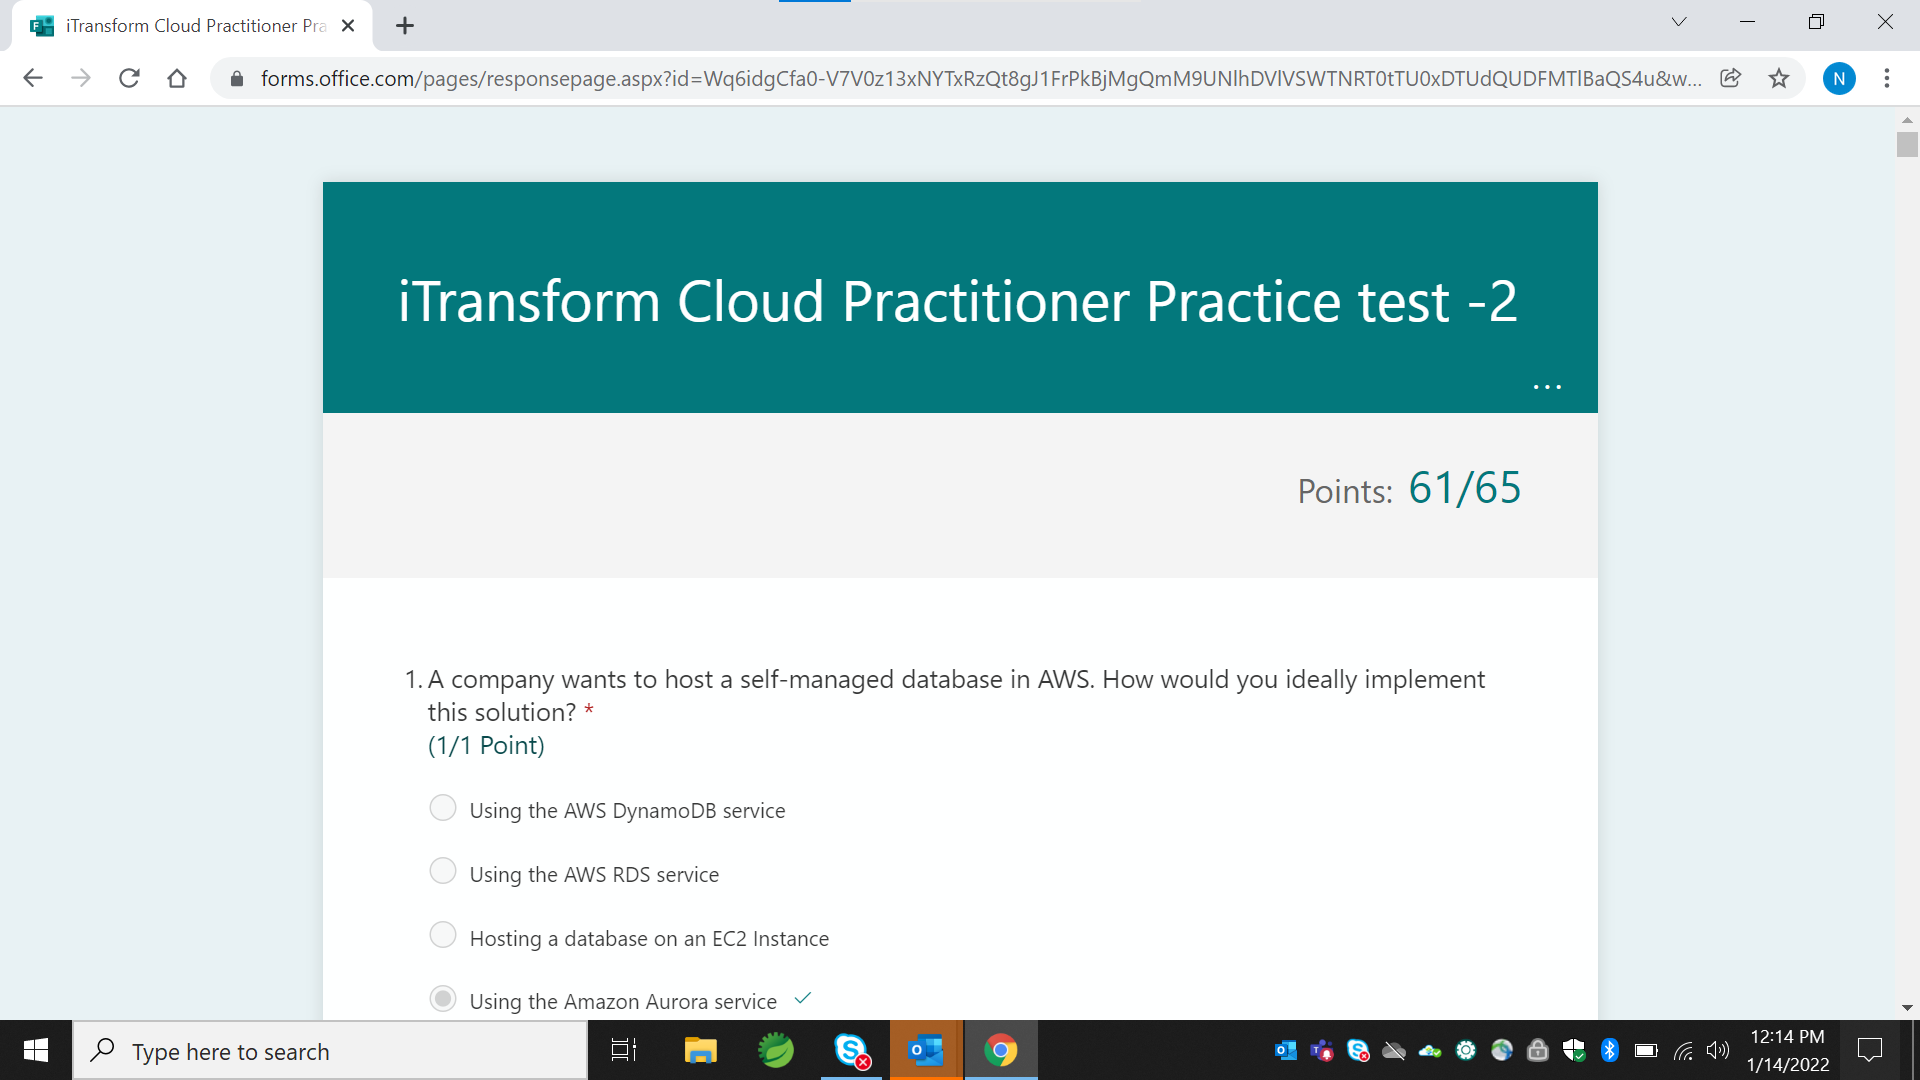 iTransform Cloud Practitioner Pra
forms.office.com/pages/responsepage.aspx?id=Wq6idgCfa0-V7V0z13xNYTxRzQt8gJ1FrPkBjMgQmM9UNlhDVlVSWTNRT0tTU0xDTUdQUDFMTlBaQS4u&w...
N
iTransform Cloud Practitioner Practice test -2
...
Points: 61/65
1. A company wants to host a self-managed database in AWS. How would you ideally implement
this solution? *
(1/1 Point)
Using the AWS DynamoDB service
Using the AWS RDS service
Hosting a database on an EC2 Instance
Using the Amazon Aurora service
Type here to search
12:14 PM
1/14/2022